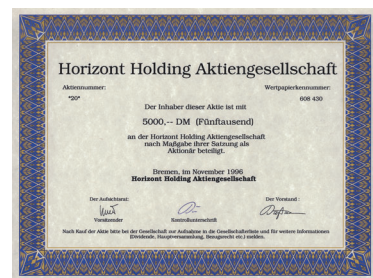 Horizont Holding Aktiengesellschaft
Aktiennummer: Wertpapierkennummer:
"20" 608 430
Der Inhaber dieser Aktie ist mit
5000,-- DM (Fünftausend)
an der Horizont Holding Aktiengesellschaft
nach Maßgabe ihrer Satzung als
Aktionär beteiligt.
Bremen, im November 1996
Horizont Holding Aktiengesellschaft
Der Aufsichtsrat: Der Vorstand :
Vorsitzender Kontrollunterschrift
Nach Kauf der Aktie bitte bei der Gesellschaft zur Aufnahme in die Gesellschafterliste und für weitere Informationen
(Dividende, Hauptversammlung, Bezugsrecht etc.) melden.